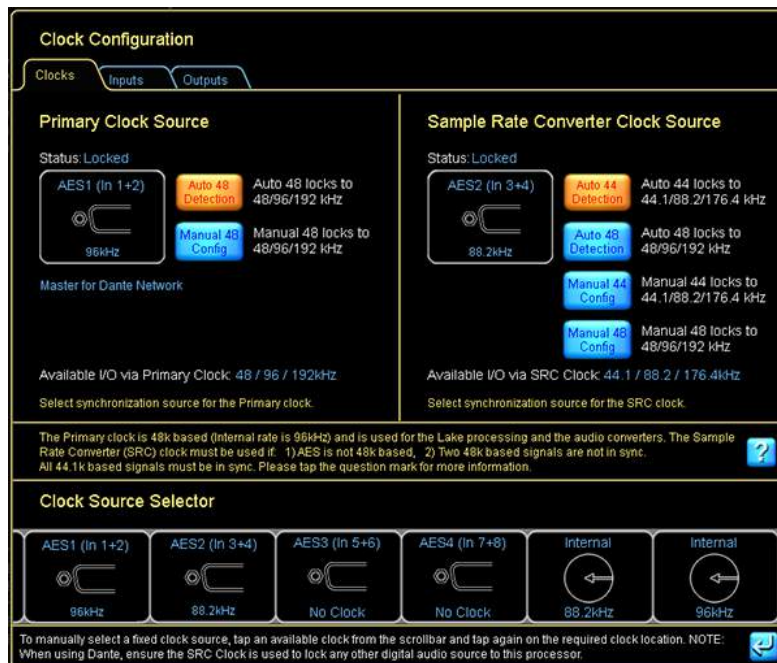 Clock Configuration
Clocks
Inputs
Outputs
Primary Clock Source
Status: Locked
AES1 (In 1+2)
96kHz
Auto 48
Detection
Auto 48 locks to
48/96/192 kHz
Manual 48
Config
Manual 48 locks to
48/96/192 kHz
Master for Dante Network
Available I/O via Primary Clock: 48 / 96 / 192kHz
Select synchronization source for the Primary clock.
Sample Rate Converter Clock Source
Status: Locked
AES2 (In 3+4)
88.2kHz
Auto 44
Detection
Auto 44 locks to
44.1/88.2/176.4 kHz
Auto 48
Detection
Auto 48 locks to
48/96/192 kHz
Manual 44
Config
Manual 44 locks to
44.1/88.2/176.4 kHz
Manual 48
Config
Manual 48 locks to
48/96/192 kHz
Available I/O via SRC Clock: 44.1 / 88.2 / 176.4kHz
Select synchronization source for the SRC clock.
The Primary clock is 48k based (Internal rate is 96kHz) and is used for the Lake processing and the audio converters. The Sample
Rate Converter (SRC) clock must be used if: 1) AES is not 48k based, 2) Two 48k based signals are not in sync.
All 44.1k based signals must be in sync. Please tap the question mark for more information.
?
Clock Source Selector
AES1 (In 1+2)
96kHz
AES2 (In 3+4)
88.2kHz
AES3 (In 5+6)
No Clock
AES4 (In 7+8)
No Clock
Internal
88.2kHz
Internal
96kHz
To manually select a fixed clock source, tap an available clock from the scrollbar and tap again on the required clock location. NOTE:
When using Dante, ensure the SRC Clock is used to lock any other digital audio source to this processor.